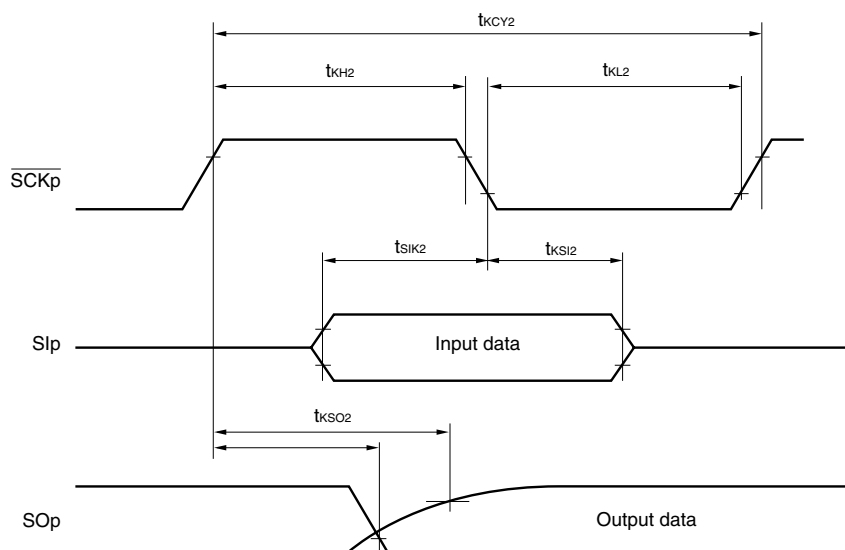 tKCY2
tKH2
tKL2
SCKp
tSIK2
tKSI2
SIp
Input data
tKSO2
SOp
Output data